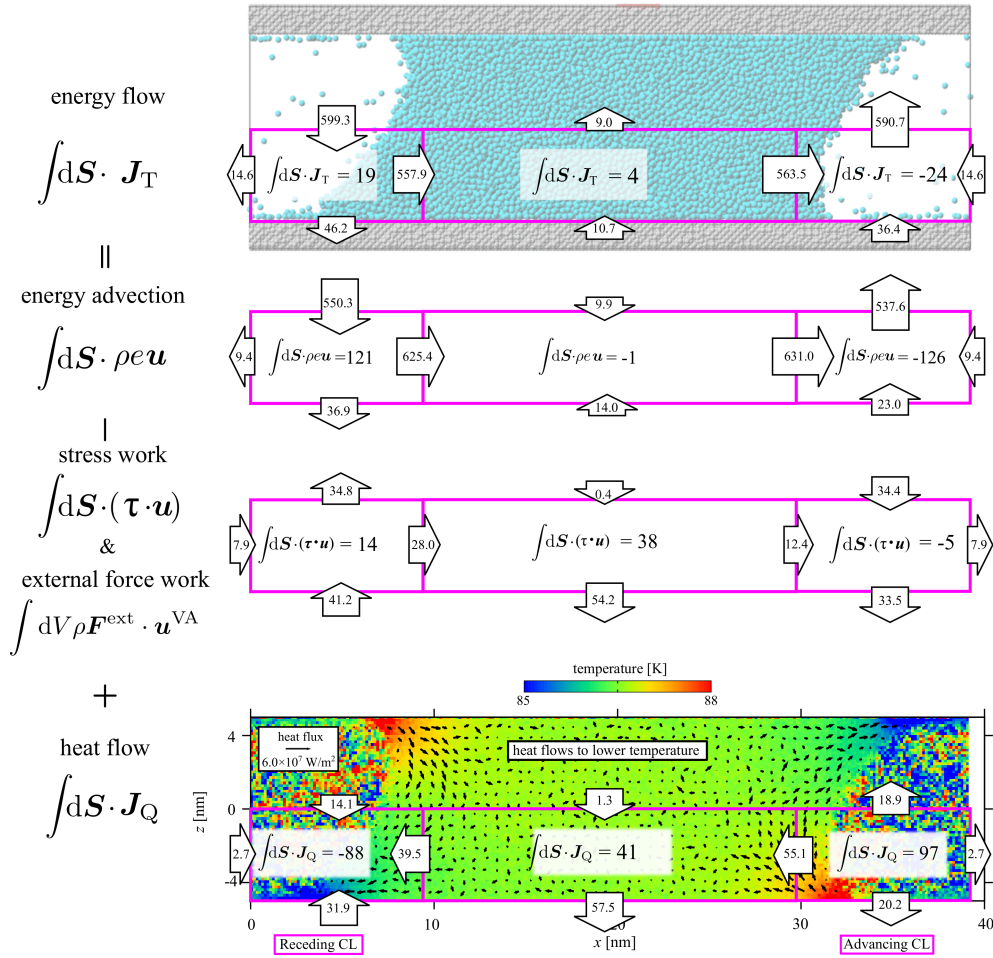 energy flow
∫dS · J_T
599.3
9.0
590.7
14.6
∫dS·J_T = 19
557.9
∫dS·J_T = 4
563.5
∫dS·J_T = -24
14.6
46.2
10.7
36.4
=
energy advection
∫dS · ρeu
550.3
9.9
537.6
9.4
∫dS·ρeu =121
625.4
∫dS·ρeu = -1
631.0
∫dS·ρeu = -126
9.4
36.9
14.0
23.0
−
stress work
∫dS·(τ·u)
&
external force work
∫dVρF^ext · u^VA
34.8
0.4
34.4
7.9
∫dS·(τ·u) = 14
28.0
∫dS·(τ·u) = 38
12.4
∫dS·(τ·u) = -5
7.9
41.2
54.2
33.5
+
heat flow
∫dS·J_Q
temperature [K]
85
88
heat flux
6.0×10⁷ W/m²
heat flows to lower temperature
4
0
-4
z [nm]
14.1
1.3
18.9
2.7
∫dS·J_Q = -88
39.5
∫dS·J_Q = 41
55.1
∫dS·J_Q = 97
2.7
31.9
57.5
20.2
0
10
30
40
x [nm]
Receding CL
Advancing CL